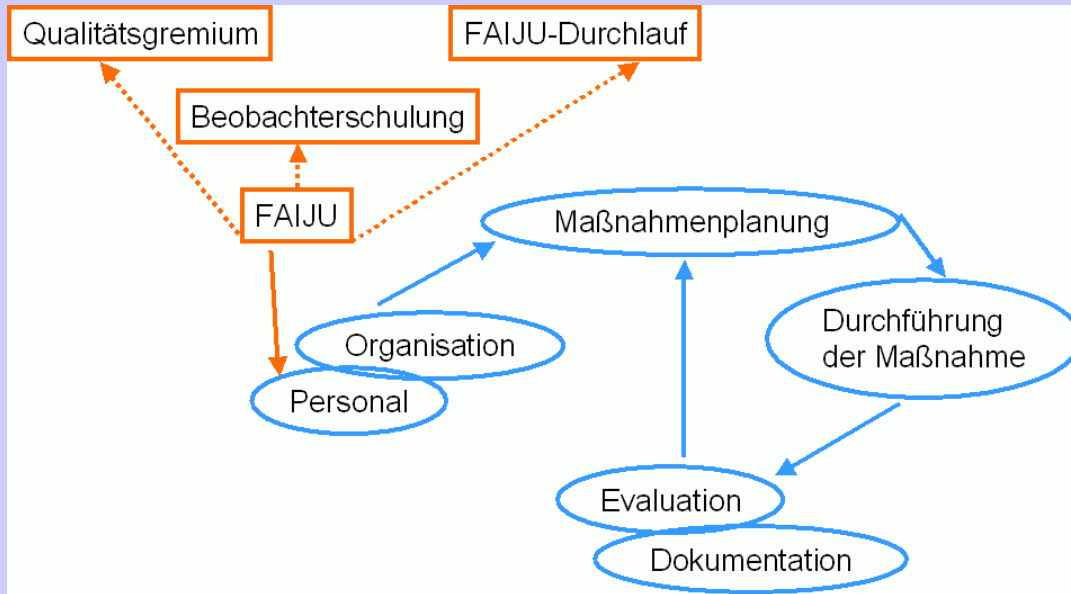 Qualitätsgremium
FAIJU-Durchlauf
Beobachterschulung
FAIJU
Maßnahmenplanung
Organisation
Durchführung
der Maßnahme
Personal
Evaluation
Dokumentation